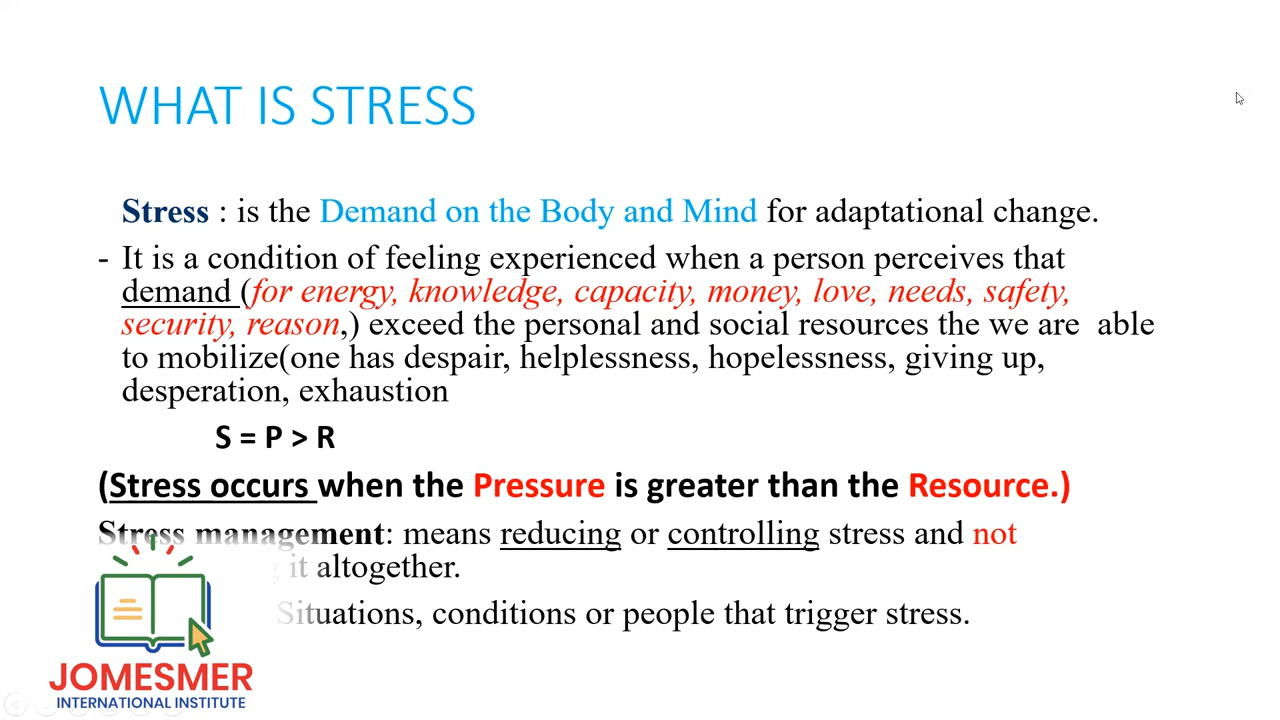 WHAT IS STRESS
Stress : is the Demand on the Body and Mind for adaptational change.
- It is a condition of feeling experienced when a person perceives that
demand (for energy, knowledge, capacity, money, love, needs, safety,
security, reason,) exceed the personal and social resources the we are able
to mobilize(one has despair, helplessness, hopelessness, giving up,
desperation, exhaustion
S = P > R
(Stress occurs when the Pressure is greater than the Resource.)
Stress management: means reducing or controlling stress and not
it altogether.
Situations, conditions or people that trigger stress.
JOMESMER
INTERNATIONAL INSTITUTE